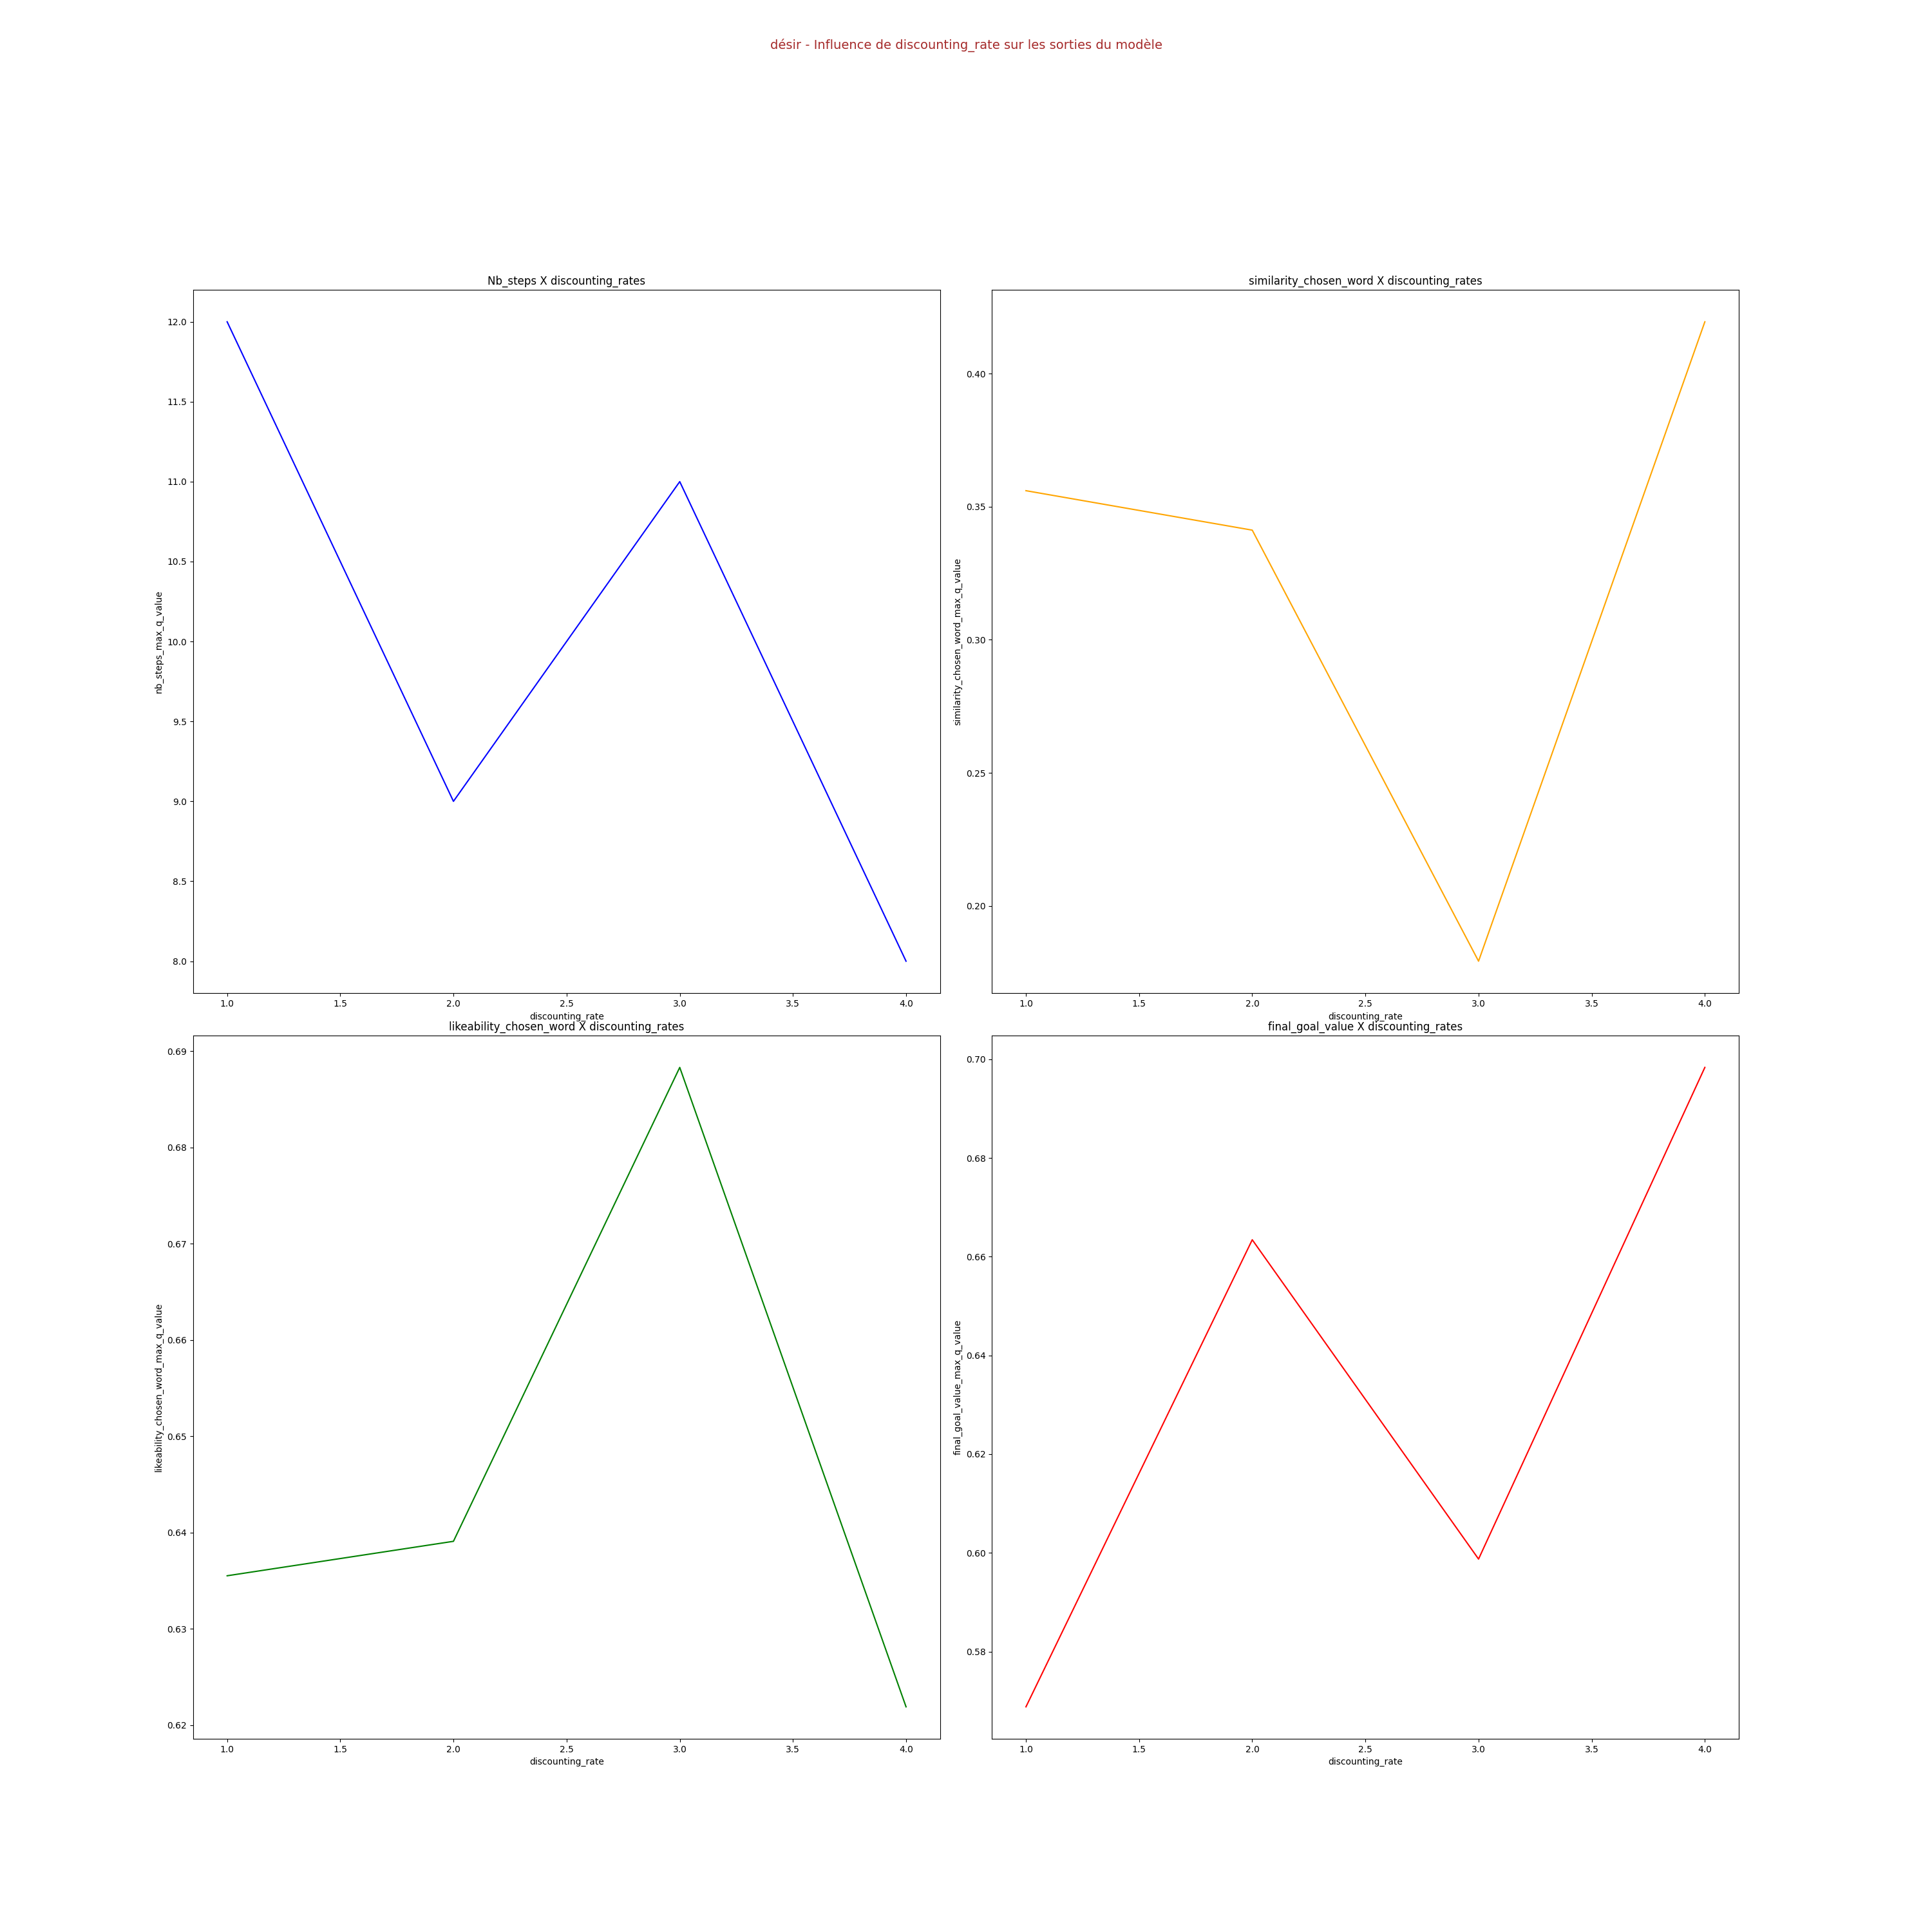 désir - Influence de discounting_rate sur les sorties du modèle
Nb_steps X discounting_rates
12.0
11.5
11.0
10.5
10.0
9.5
9.0
8.5
8.0
nb_steps_max_q_value
1.0 1.5 2.0 2.5 3.0 3.5 4.0
discounting_rate
similarity_chosen_word X discounting_rates
0.40
0.35
0.30
0.25
0.20
similarity_chosen_word_max_q_value
1.0 1.5 2.0 2.5 3.0 3.5 4.0
discounting_rate
likeability_chosen_word X discounting_rates
0.69
0.68
0.67
0.66
0.65
0.64
0.63
0.62
likeability_chosen_word_max_q_value
1.0 1.5 2.0 2.5 3.0 3.5 4.0
discounting_rate
final_goal_value X discounting_rates
0.70
0.68
0.66
0.64
0.62
0.60
0.58
final_goal_value_max_q_value
1.0 1.5 2.0 2.5 3.0 3.5 4.0
discounting_rate